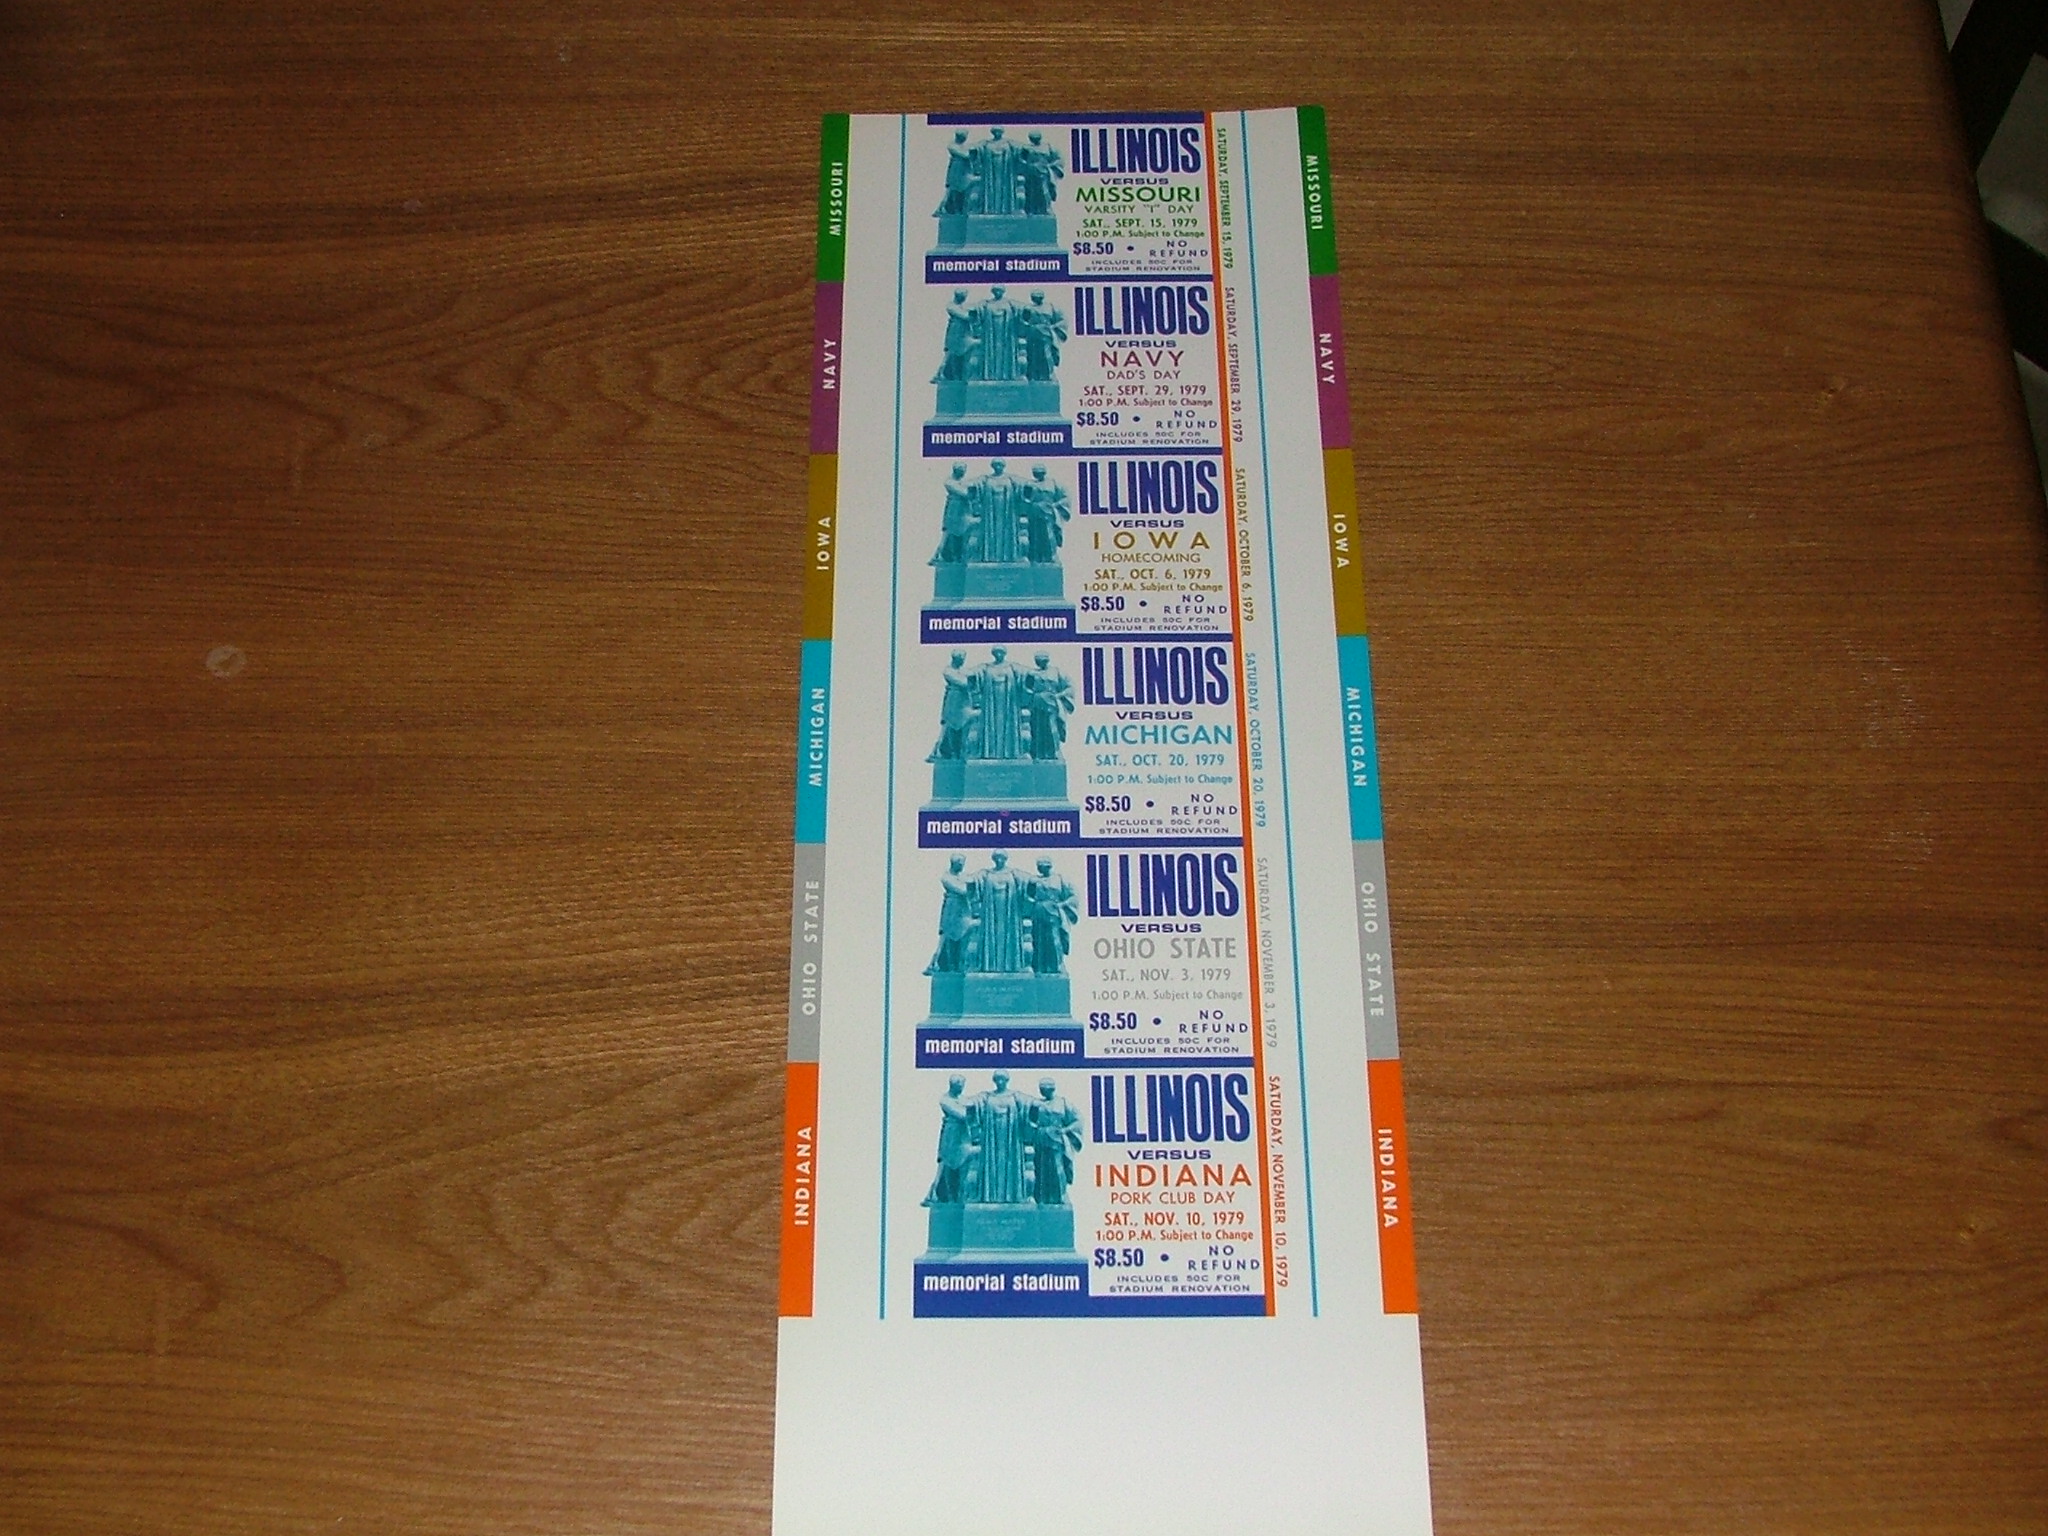 MISSOURI
ILLINOIS
VERSUS
MISSOURI
VARSITY "I" DAY
SAT., SEPT. 15, 1979
1:00 P.M. Subject to Change
$8.50 • NO REFUND
INCLUDES 50C FOR
STADIUM RENOVATION
memorial stadium
SATURDAY, SEPTEMBER 15, 1979
MISSOURI
NAVY
ILLINOIS
VERSUS
NAVY
DAD'S DAY
SAT., SEPT. 29, 1979
1:00 P.M. Subject to Change
$8.50 • NO REFUND
INCLUDES 50C FOR
STADIUM RENOVATION
memorial stadium
SATURDAY, SEPTEMBER 29, 1979
NAVY
IOWA
ILLINOIS
VERSUS
IOWA
HOMECOMING
SAT., OCT. 6, 1979
1:00 P.M. Subject to Change
$8.50 • NO REFUND
INCLUDES 50C FOR
STADIUM RENOVATION
memorial stadium
SATURDAY, OCTOBER 6, 1979
IOWA
MICHIGAN
ILLINOIS
VERSUS
MICHIGAN
SAT., OCT. 20, 1979
1:00 P.M. Subject to Change
$8.50 • NO REFUND
INCLUDES 50C FOR
STADIUM RENOVATION
memorial stadium
SATURDAY, OCTOBER 20, 1979
MICHIGAN
OHIO STATE
ILLINOIS
VERSUS
OHIO STATE
SAT., NOV. 3, 1979
1:00 P.M. Subject to Change
$8.50 • NO REFUND
INCLUDES 50C FOR
STADIUM RENOVATION
memorial stadium
SATURDAY, NOVEMBER 3, 1979
OHIO STATE
INDIANA
ILLINOIS
VERSUS
INDIANA
PORK CLUB DAY
SAT., NOV. 10, 1979
1:00 P.M. Subject to Change
$8.50 • NO REFUND
INCLUDES 50C FOR
STADIUM RENOVATION
memorial stadium
SATURDAY, NOVEMBER 10, 1979
INDIANA